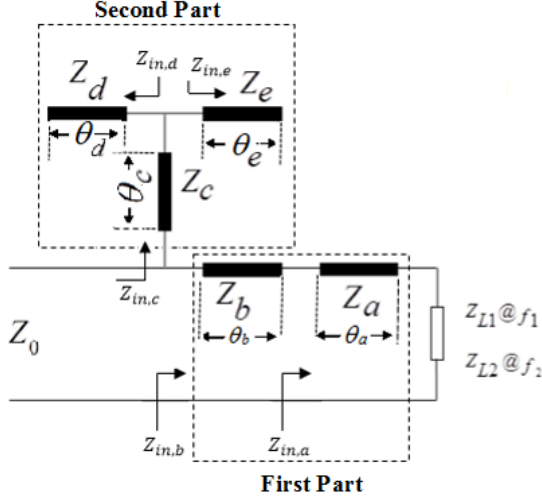 Second Part
Z_d
Z_{in,d}
Z_{in,e}
Z_e
θ_d
θ_e
θ_c
Z_c
Z_{in,c}
Z_b
Z_a
θ_b
θ_a
Z_0
Z_{L1}@f_1
Z_{L2}@f_2
Z_{in,b}
Z_{in,a}
First Part